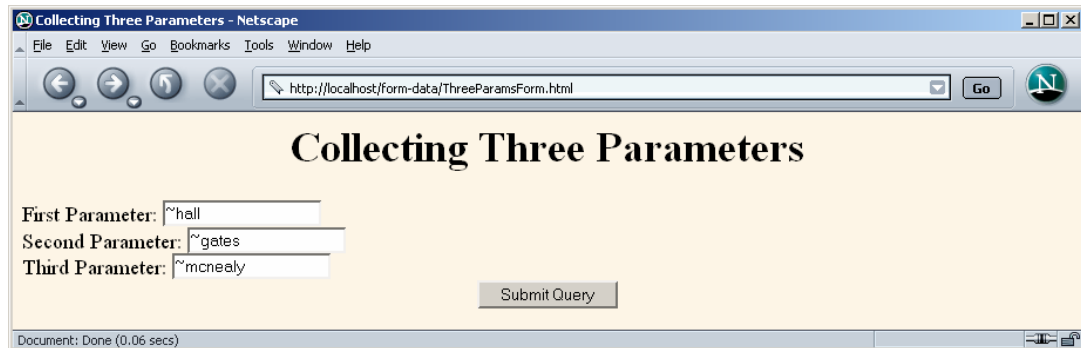 Collecting Three Parameters - Netscape
File Edit View Go Bookmarks Tools Window Help
http://localhost/form-data/ThreeParamsForm.html Go N
Collecting Three Parameters
First Parameter: ~hall
Second Parameter: ~gates
Third Parameter: ~mcnealy
Submit Query
Document: Done (0.06 secs)